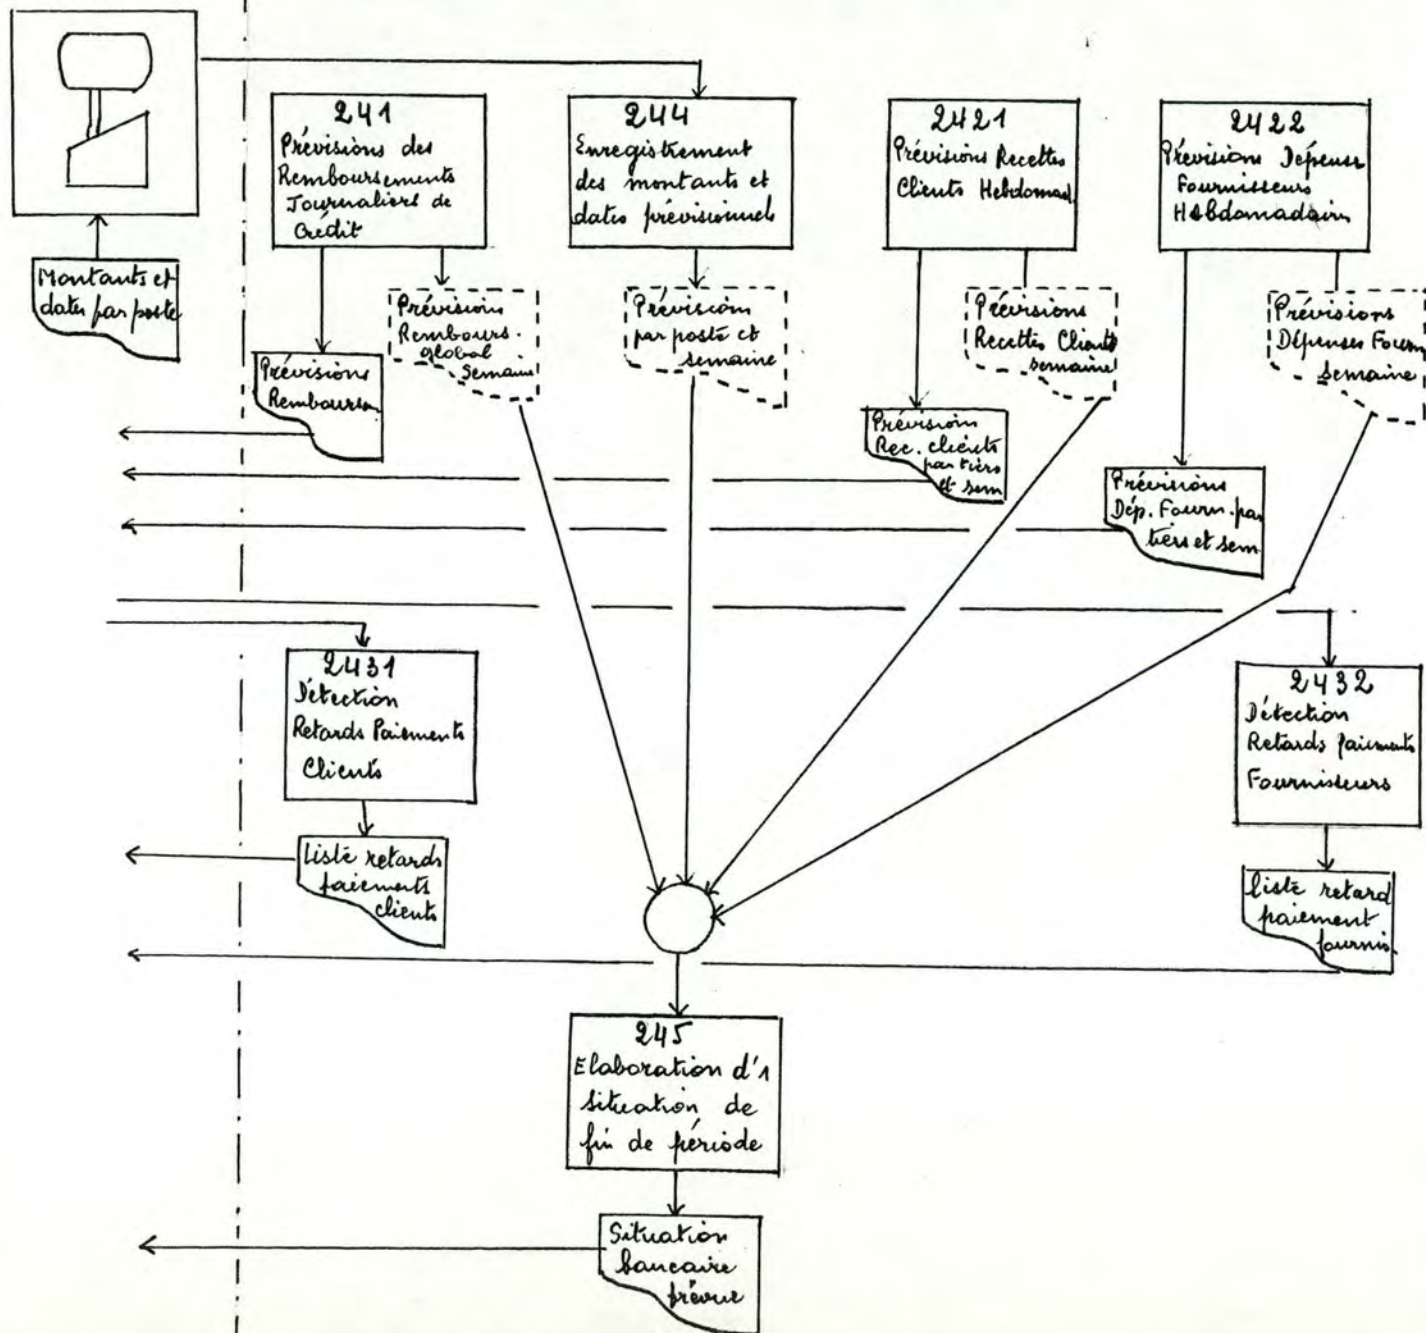 241
Prévisions des
Remboursements
Journaliers de
Crédit
244
Enregistrement
des montants et
dates prévisionnels
2421
Prévisions Recettes
Clients Hebdomad.
2422
Prévisions Dépenses
Fournisseurs
Hebdomadaires
Montants et
dates par poste
Prévisions
Rembours.
global
Semaine
Prévisions
par poste et
semaine
Prévisions
Recettes Clients
semaine
Prévisions
Dépenses Fourn
semaine
Prévisions
Rembourse
Prévisions
Rec. clients
par tiers
et sem
Prévisions
Dép. Fourn. par
tiers et sem
2431
Détection
Retards Paiements
Clients
2432
Détection
Retards paiements
Fournisseurs
Liste retards
paiements
clients
liste retard
paiement
fournis.
245
Elaboration d'1
situation de
fin de période
Situation
bancaire
prévue